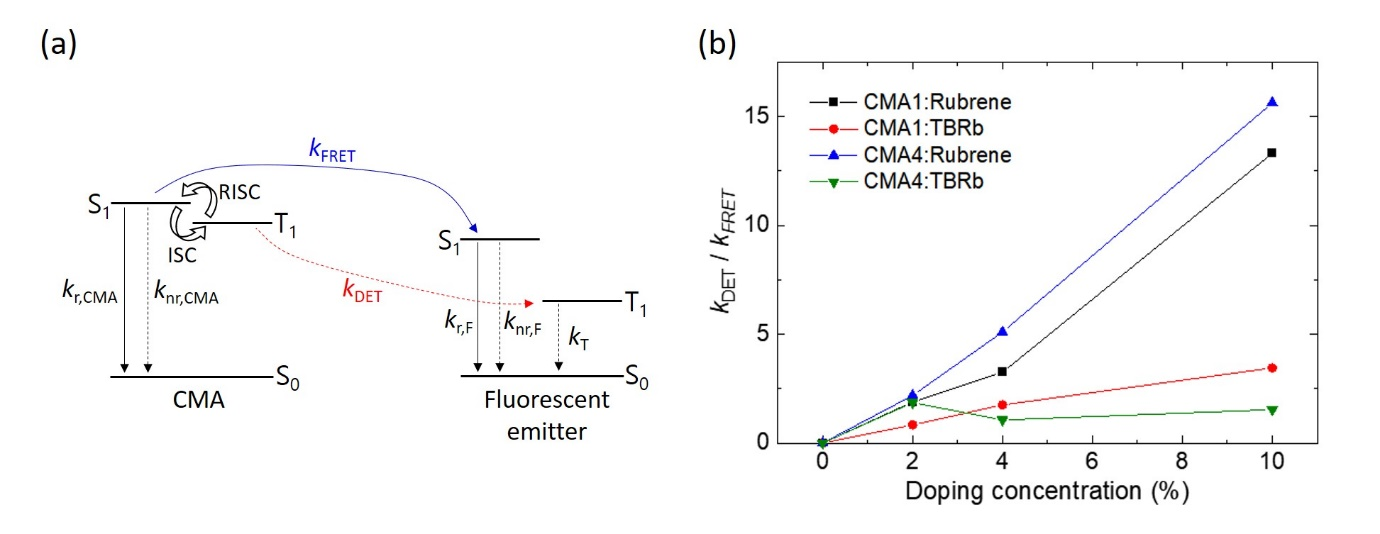 (a)
kFRET
S1
RISC
T1
ISC
kr,CMA
knr,CMA
S0
CMA
S1
kDET
T1
kr,F
knr,F
kT
S0
Fluorescent
emitter
(b)
CMA1:Rubrene
CMA1:TBRb
CMA4:Rubrene
CMA4:TBRb
kDET / kFRET
15
10
5
0
0 2 4 6 8 10
Doping concentration (%)